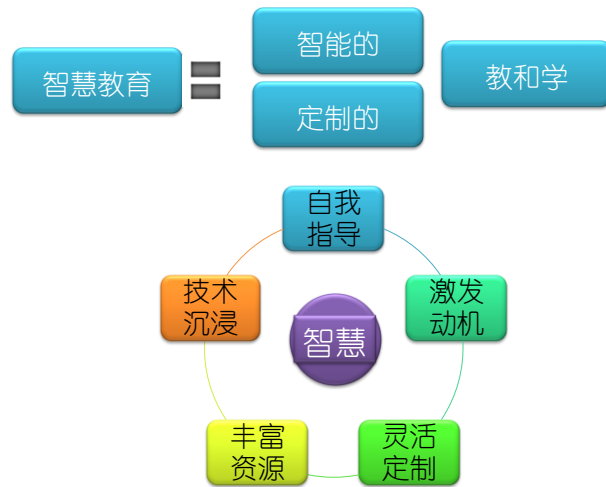 智慧教育
=
智能的
定制的
教和学
自我
指导
激发
动机
灵活
定制
丰富
资源
技术
沉浸
智慧